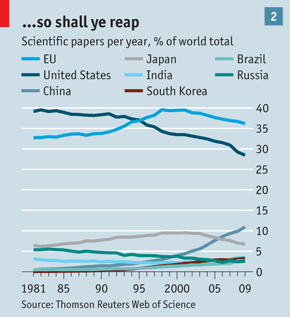 ...so shall ye reap
2
Scientific papers per year, % of world total
EU
Japan
Brazil
United States
India
Russia
China
South Korea
40
35
30
25
20
15
10
5
0
1981 85 90 95 2000 05 09
Source: Thomson Reuters Web of Science